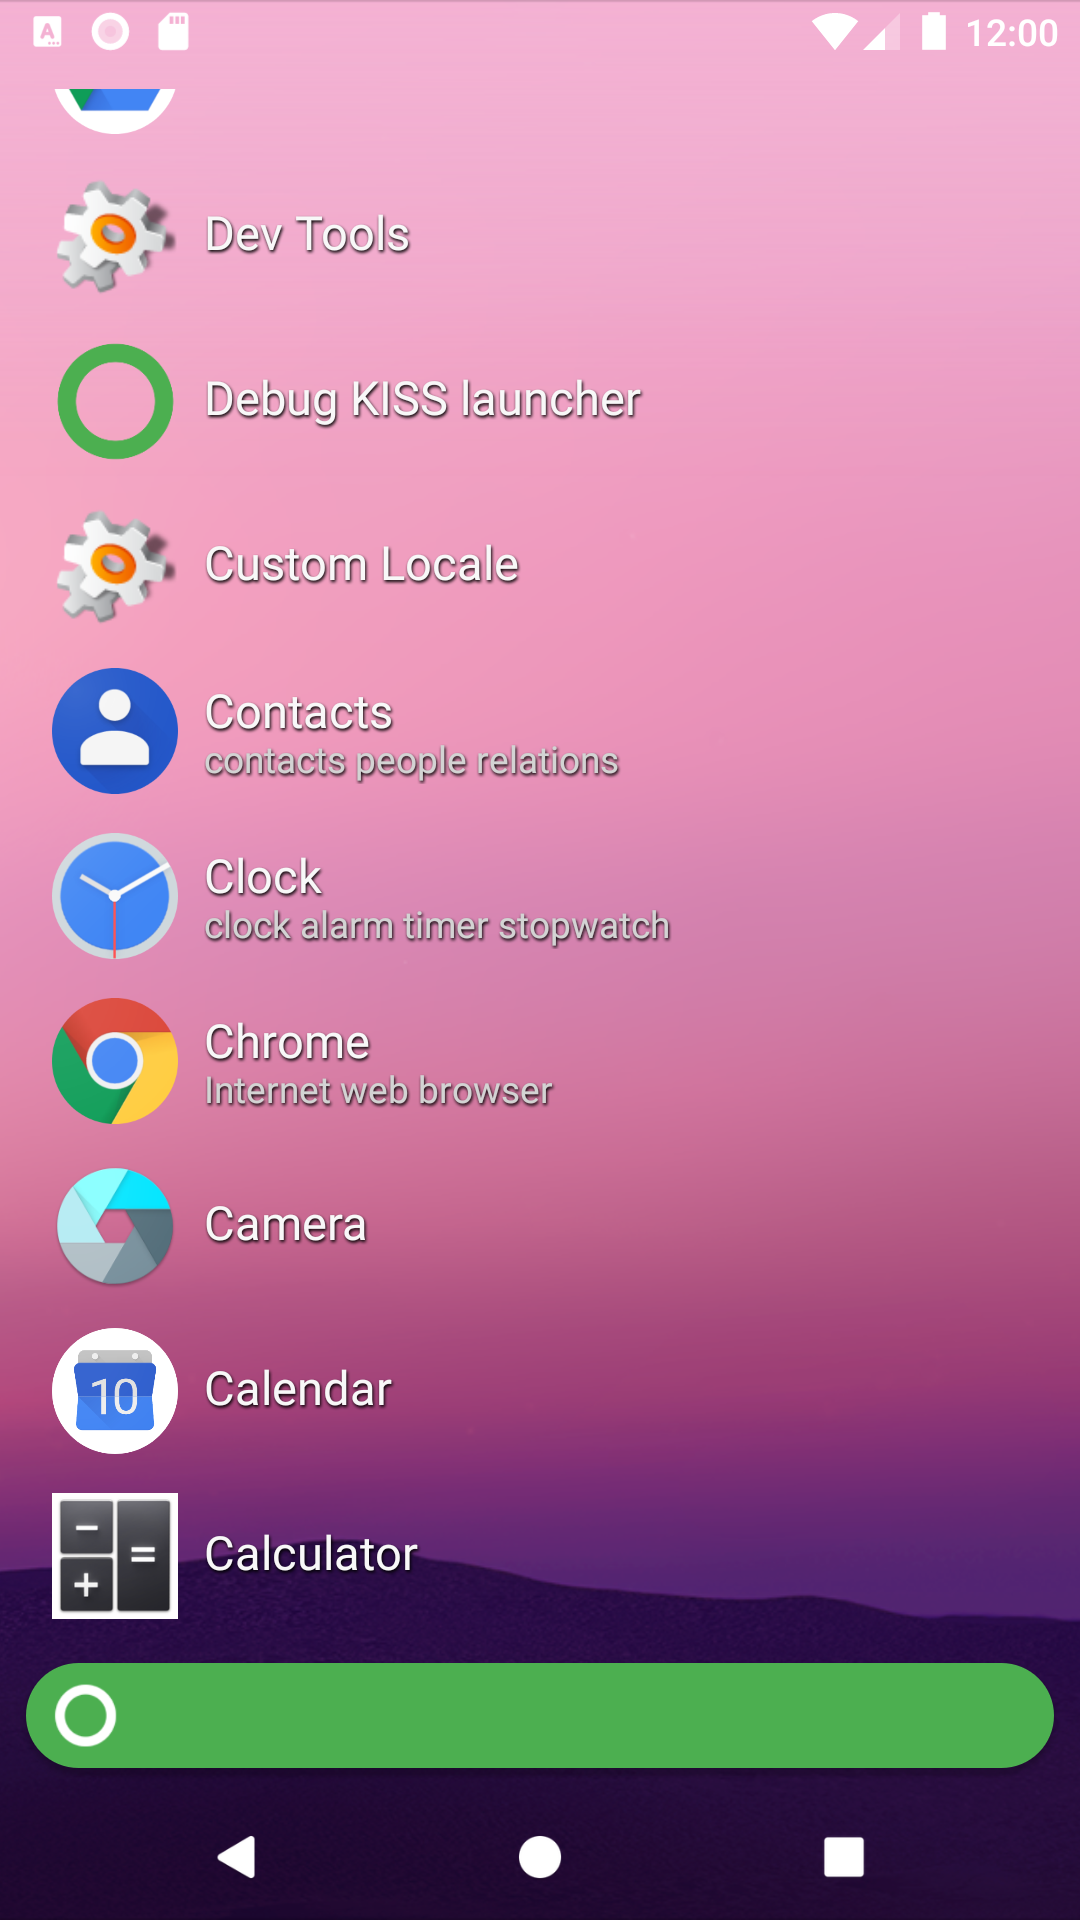 12:00
Dev Tools
Debug KISS launcher
Custom Locale
Contacts
contacts people relations
Clock
clock alarm timer stopwatch
Chrome
Internet web browser
Camera
10
Calendar
Calculator